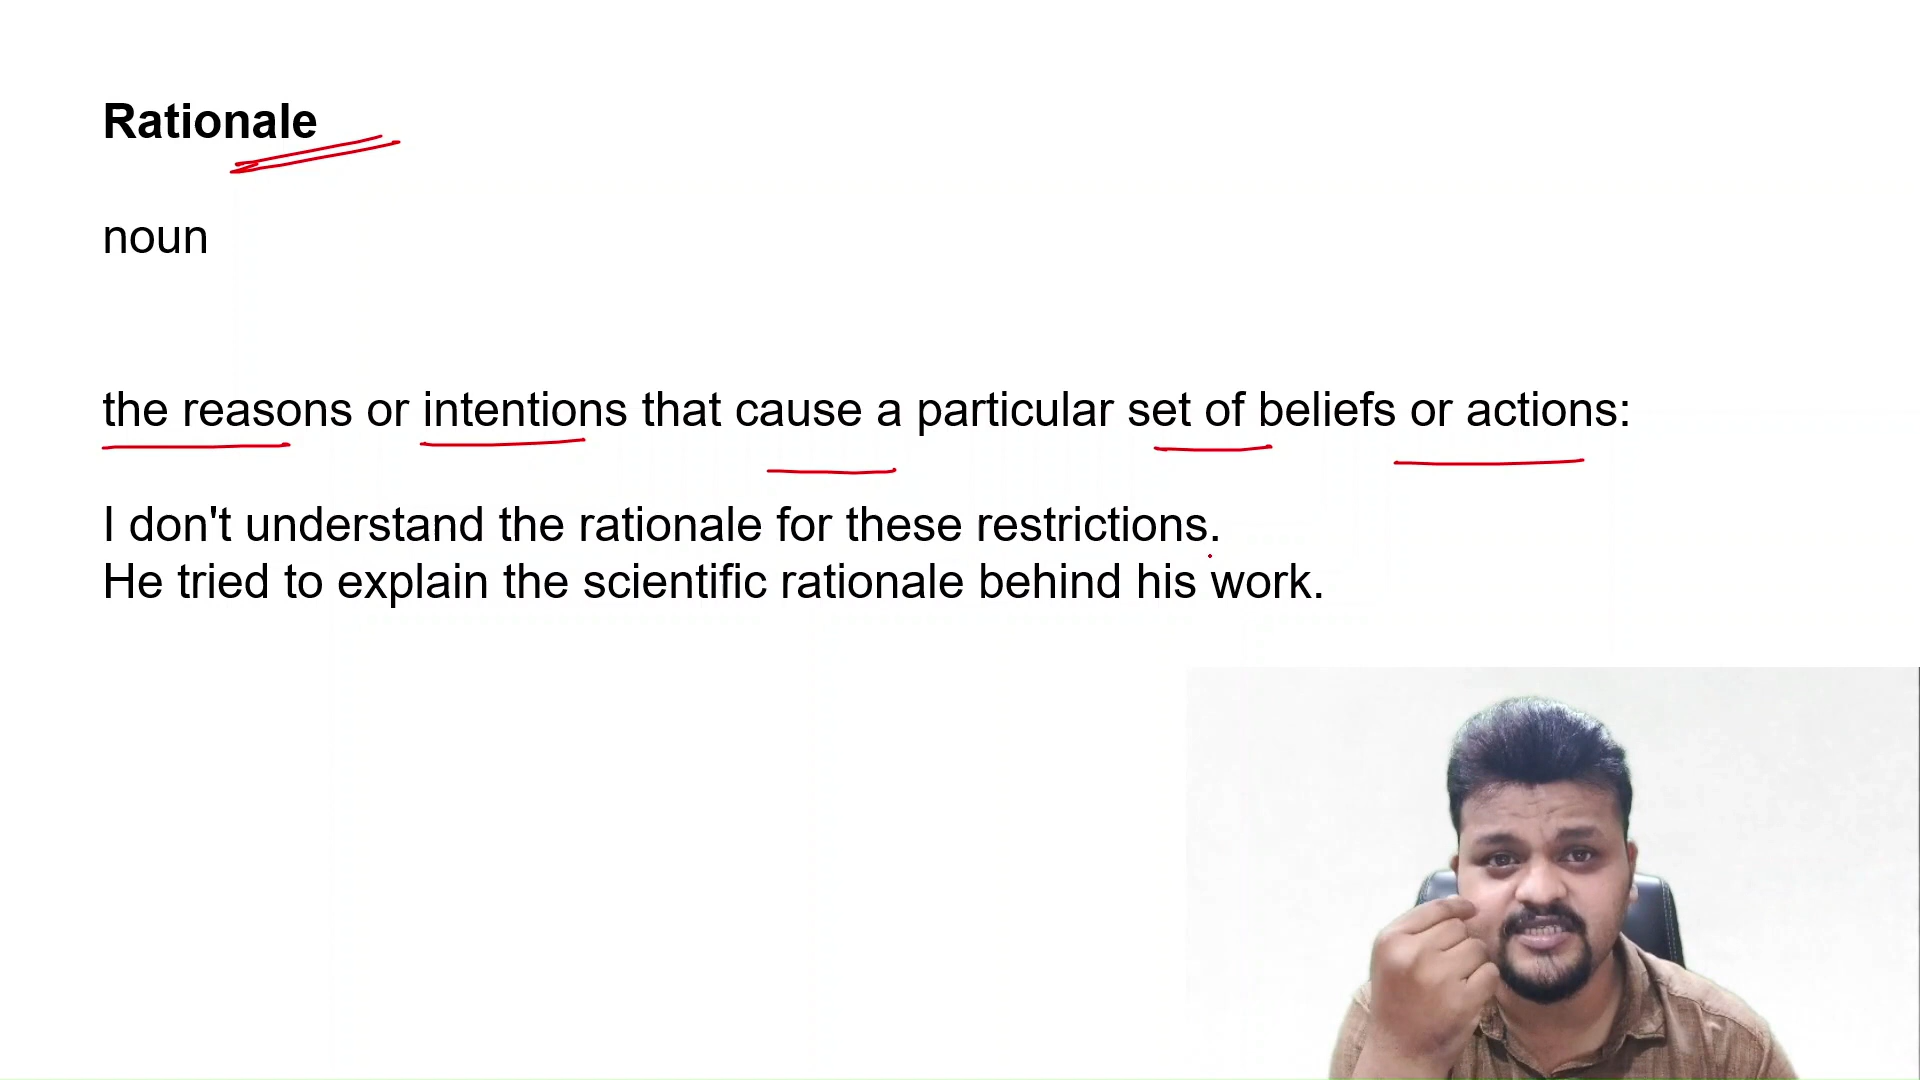 Rationale
noun
the reasons or intentions that cause a particular set of beliefs or actions:
I don't understand the rationale for these restrictions.
He tried to explain the scientific rationale behind his work.